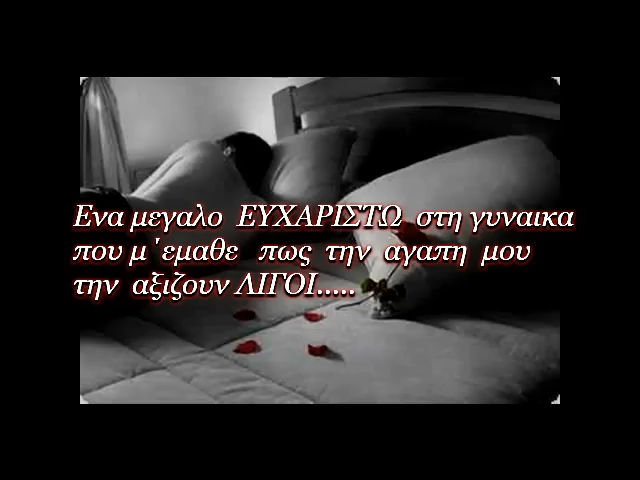 Ενα μεγαλο ΕΥΧΑΡΙΣΤΩ στη γυναικα
που μ΄εμαθε πως την αγαπη μου
την αξιζουν ΛΙΓΟΙ.....